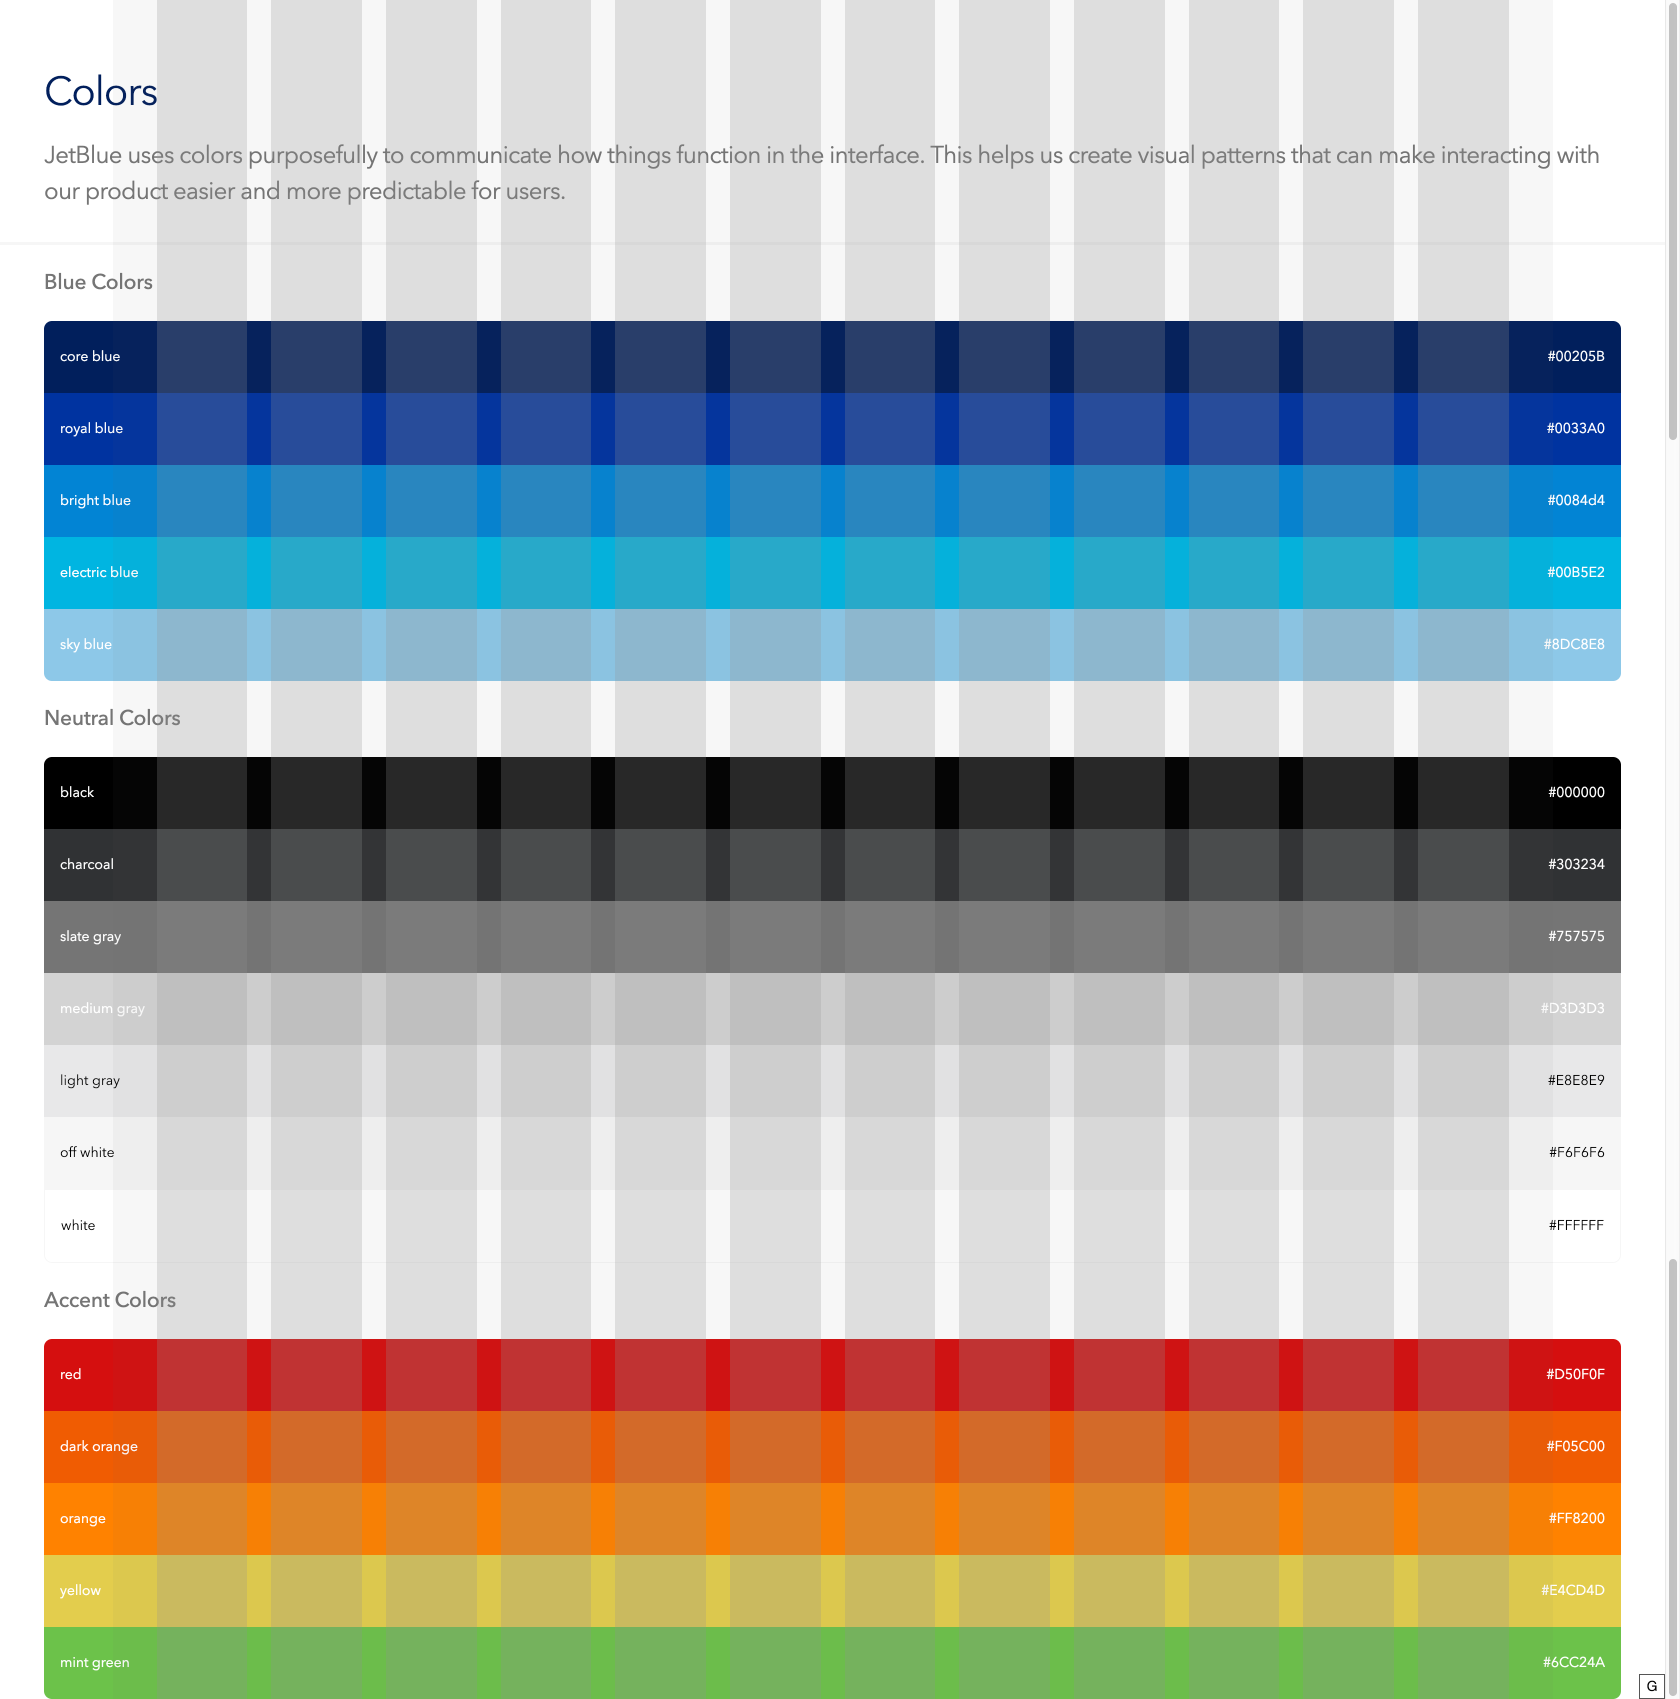 Colors
JetBlue uses colors purposefully to communicate how things function in the interface. This helps us create visual patterns that can make interacting with
our product easier and more predictable for users.
Blue Colors
core blue #00205B
royal blue #0033A0
bright blue #0084d4
electric blue #00B5E2
sky blue #8DC8E8
Neutral Colors
black #000000
charcoal #303234
slate gray #757575
medium gray #D3D3D3
light gray #E8E8E9
off white #F6F6F6
white #FFFFFF
Accent Colors
red #D50F0F
dark orange #F05C00
orange #FF8200
yellow #E4CD4D
mint green #6CC24A
G